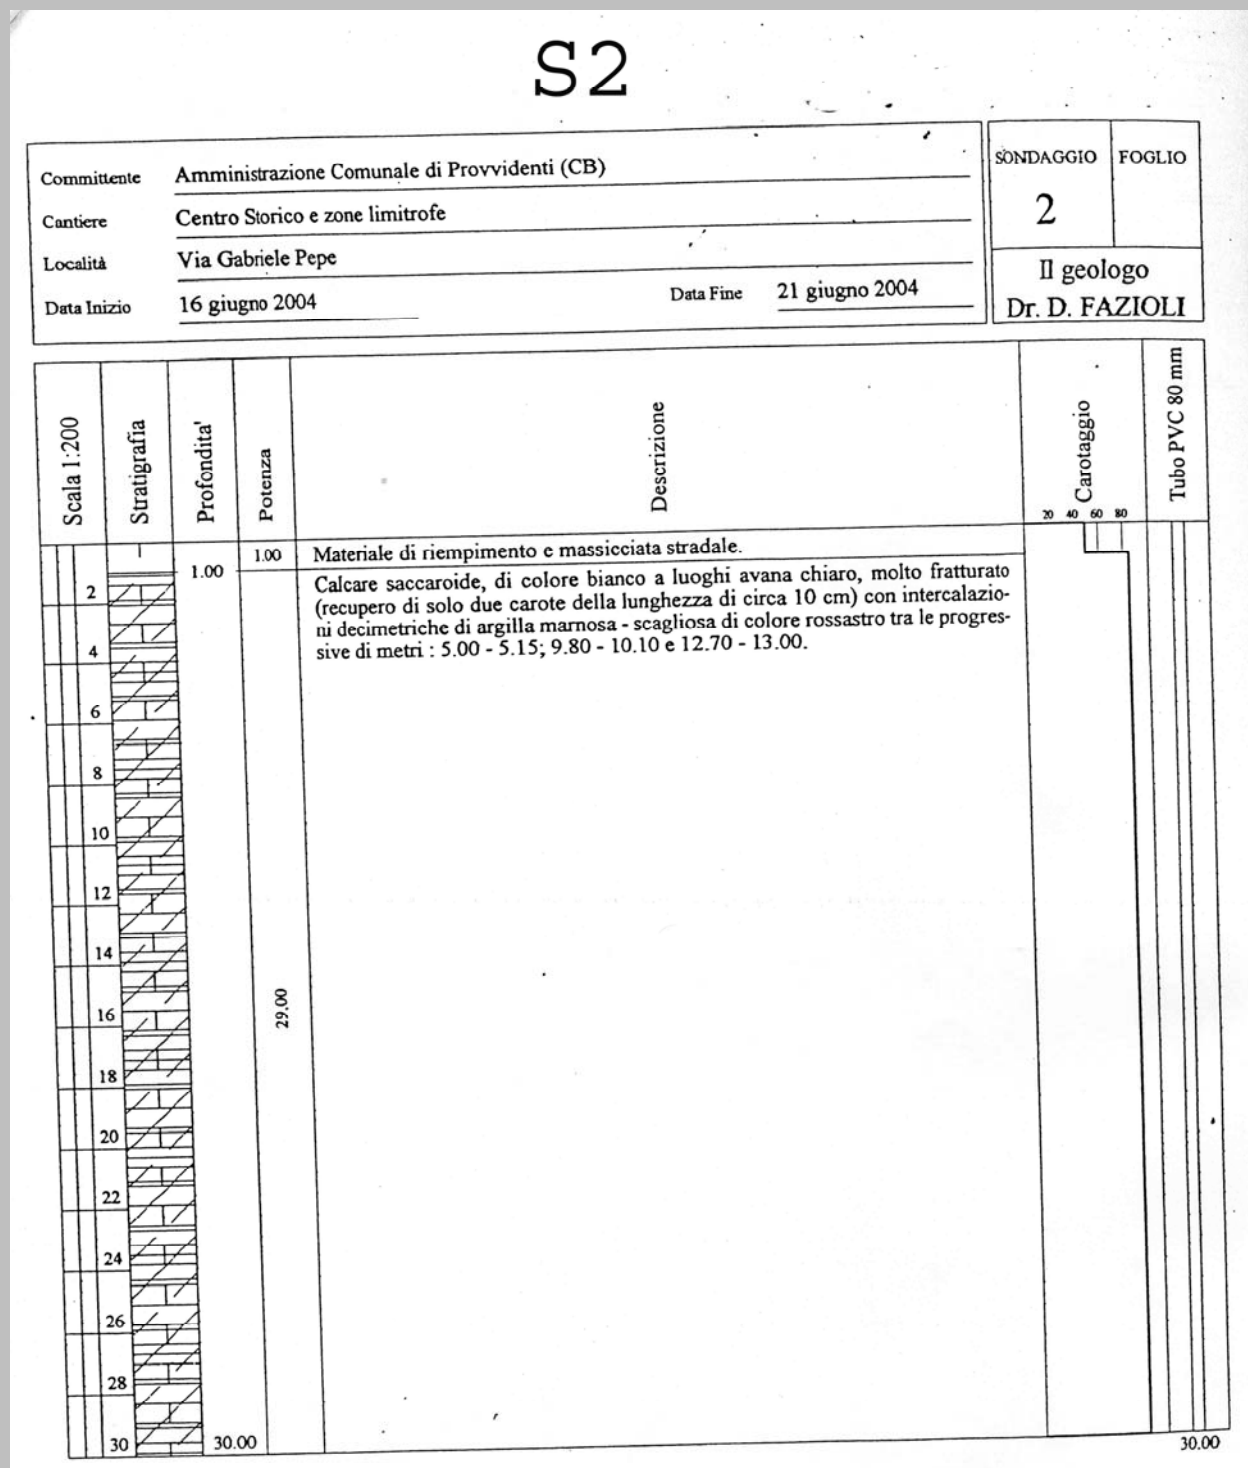 S2
Committente Amministrazione Comunale di Provvidenti (CB)
Cantiere Centro Storico e zone limitrofe
Località Via Gabriele Pepe
Data Inizio 16 giugno 2004 Data Fine 21 giugno 2004
SONDAGGIO FOGLIO
2
Il geologo
Dr. D. FAZIOLI
Scala 1:200 Stratigrafia Profondita' Potenza Descrizione Carotaggio Tubo PVC 80 mm
20 40 60 80
1.00 Materiale di riempimento e massicciata stradale.
1.00
Calcare saccaroide, di colore bianco a luoghi avana chiaro, molto fratturato
(recupero di solo due carote della lunghezza di circa 10 cm) con intercalazio-
ni decimetriche di argilla marnosa - scagliosa di colore rossastro tra le progres-
sive di metri : 5.00 - 5.15; 9.80 - 10.10 e 12.70 - 13.00.
2
4
6
8
10
12
14
16
29.00
18
20
22
24
26
28
30 30.00
30.00